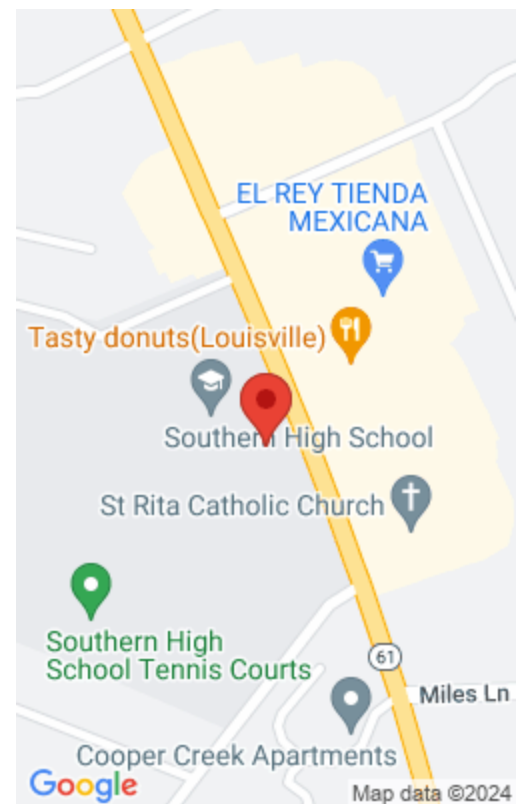 EL REY TIENDA
MEXICANA
Tasty donuts(Louisville)
Southern High School
St Rita Catholic Church
Southern High
School Tennis Courts
61
Miles Ln
Cooper Creek Apartments
Google
Map data ©2024